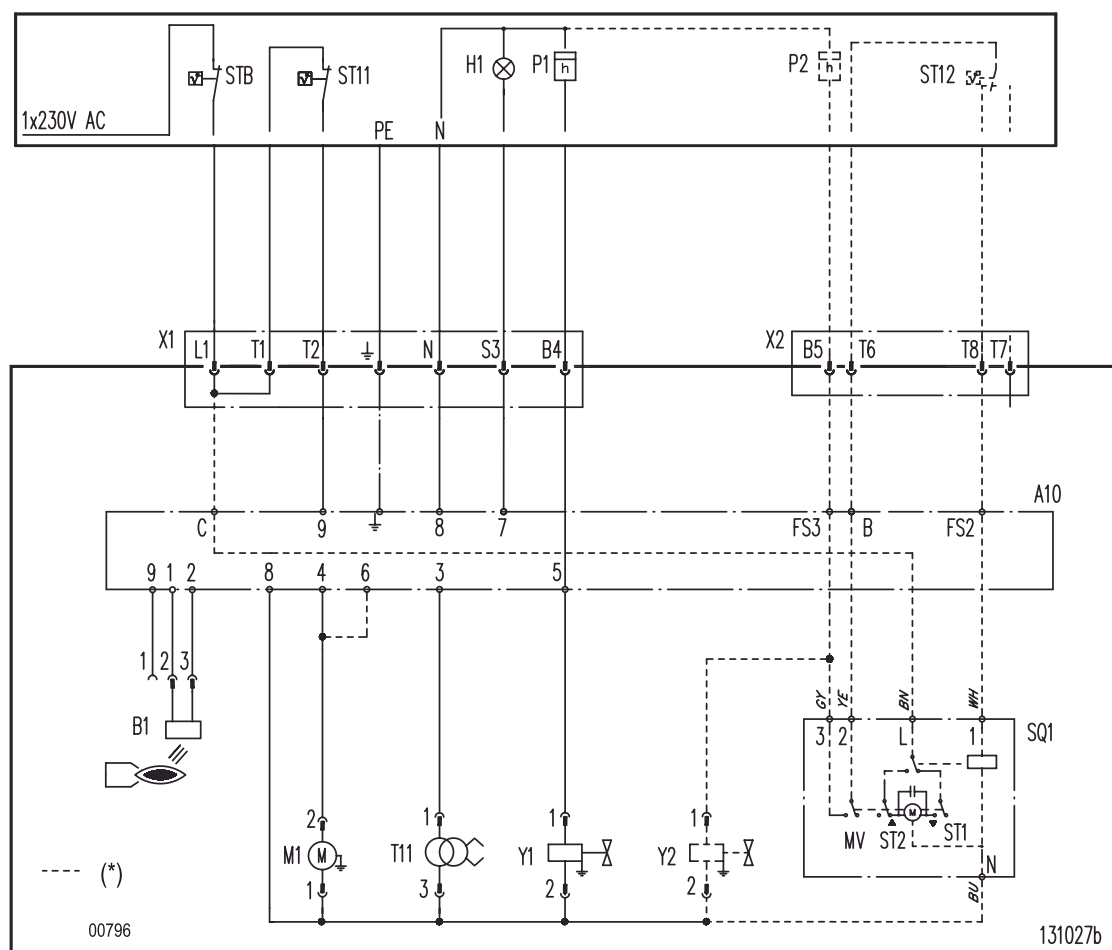 STB
ST11
H1
P1
h
P2
h
ST12
1x230V AC
PE
N
X1
L1
T1
T2
N
S3
B4
X2
B5
T6
T8
T7
A10
C
9
8
7
FS3
B
FS2
9
1
2
8
4
6
3
5
1
2
3
B1
GY
YE
BN
WH
3
2
L
1
SQ1
M
MV
ST2
ST1
N
BU
2
M1
M
1
1
T11
3
1
Y1
2
1
Y2
2
(*)
00796
131027b